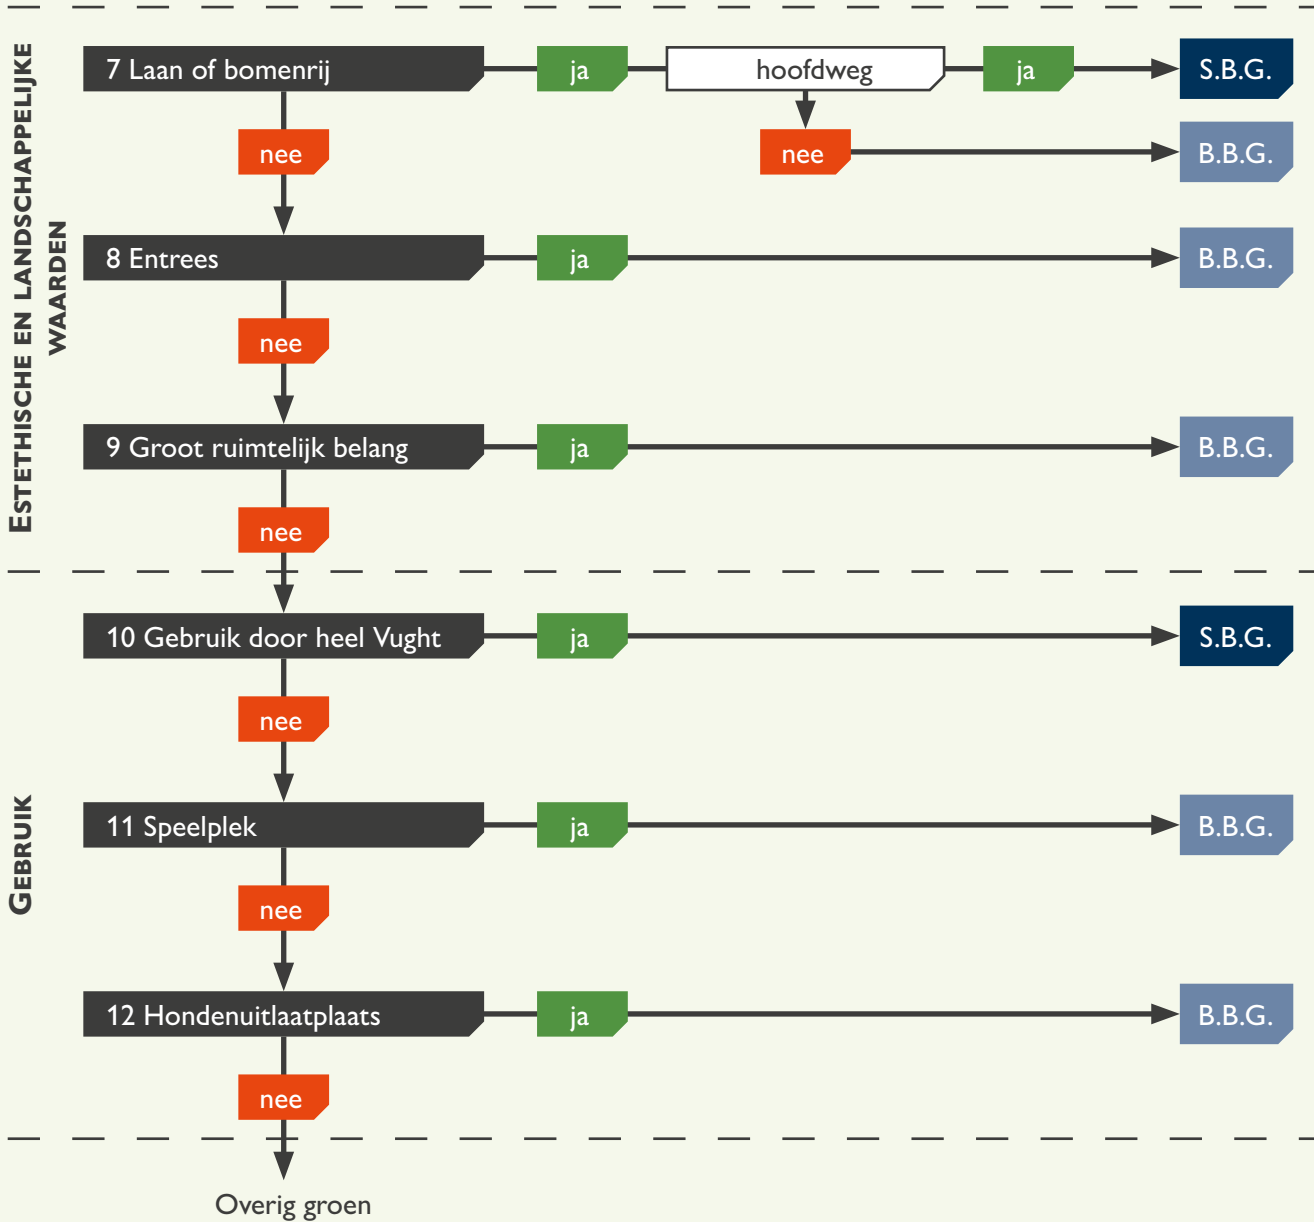 ESTETHISCHE EN LANDSCHAPPELIJKE
WAARDEN
7 Laan of bomenrij
ja
hoofdweg
ja
S.B.G.
nee
nee
B.B.G.
8 Entrees
ja
B.B.G.
nee
9 Groot ruimtelijk belang
ja
B.B.G.
nee
GEBRUIK
10 Gebruik door heel Vught
ja
S.B.G.
nee
11 Speelplek
ja
B.B.G.
nee
12 Hondenuitlaatplaats
ja
B.B.G.
nee
Overig groen